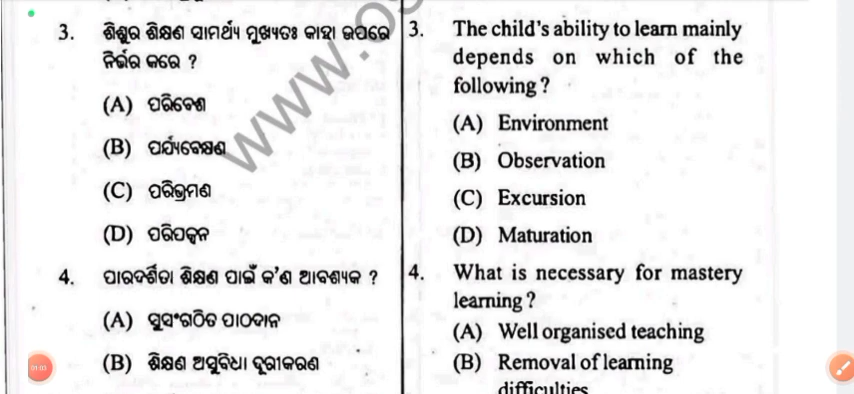 3. ଶିଶୁର ଶିକ୍ଷଣ ସାମର୍ଥ୍ୟ ମୁଖ୍ୟତଃ କାହା ଉପରେ
ନିର୍ଭର କରେ ?
(A) ପରିବେଶ
(B) ପର୍ଯ୍ୟବେକ୍ଷଣ
(C) ପରିଭ୍ରମଣ
(D) ପରିପକ୍ୱନ
4. ପାରଦର୍ଶିତା ଶିକ୍ଷଣ ପାଇଁ କ'ଣ ଆବଶ୍ୟକ ?
(A) ସୁସଂଗଠିତ ପାଠଦାନ
(B) ଶିକ୍ଷଣ ଅସୁବିଧା ଦୂରୀକରଣ
3. The child's ability to learn mainly
depends on which of the
following ?
(A) Environment
(B) Observation
(C) Excursion
(D) Maturation
4. What is necessary for mastery
learning ?
(A) Well organised teaching
(B) Removal of learning
difficulties
www.os
01:03